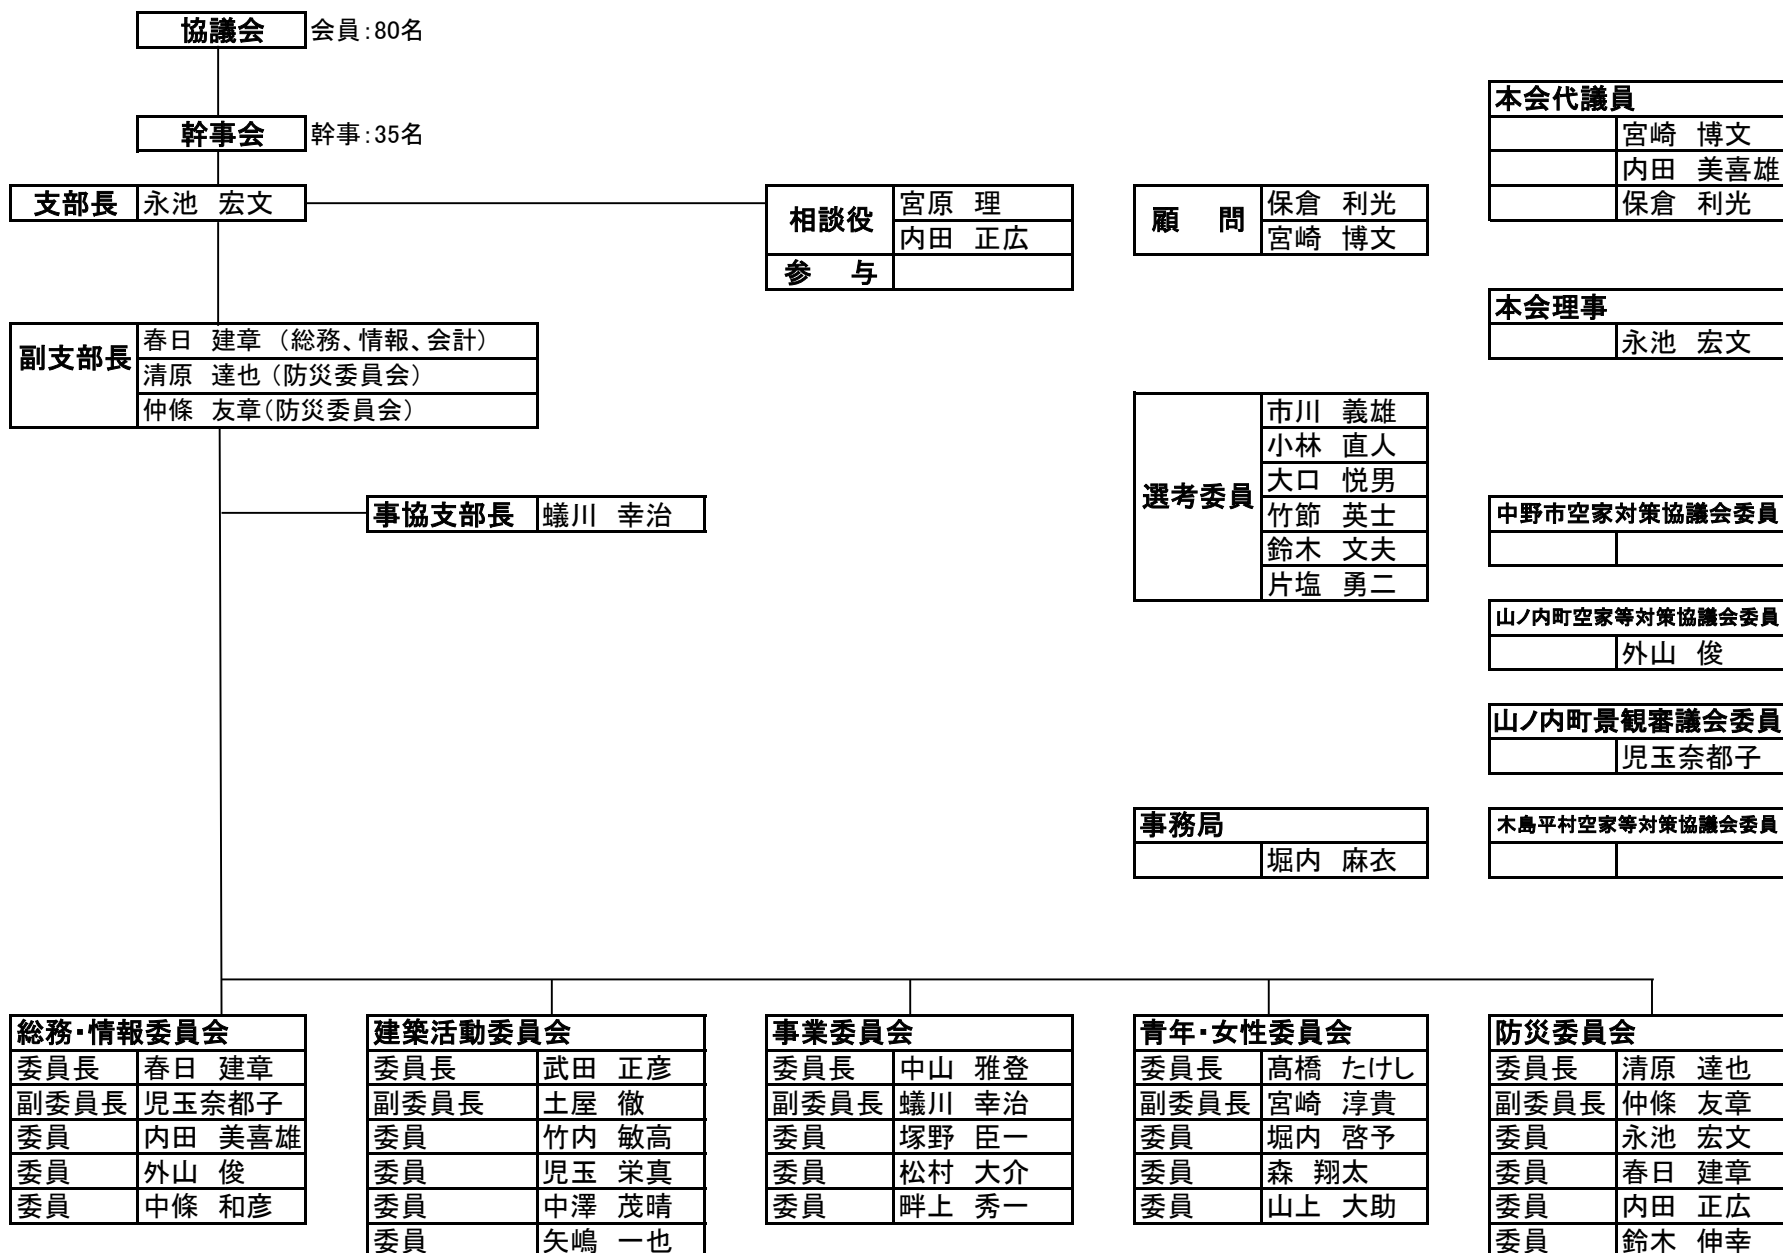 協議会 会員:80名
幹事会 幹事:35名
支部長 永池 宏文
相談役 宮原 理
内田 正広
参 与
顧 問 保倉 利光
宮崎 博文
本会代議員
宮崎 博文
内田 美喜雄
保倉 利光
本会理事
永池 宏文
副支部長 春日 建章 (総務、情報、会計)
清原 達也(防災委員会)
仲條 友章(防災委員会)
事協支部長 蟻川 幸治
選考委員 市川 義雄
小林 直人
大口 悦男
竹節 英士
鈴木 文夫
片塩 勇二
中野市空家対策協議会委員
山ノ内町空家等対策協議会委員
外山 俊
山ノ内町景観審議会委員
児玉奈都子
事務局
堀内 麻衣
木島平村空家等対策協議会委員
総務・情報委員会
委員長 春日 建章
副委員長 児玉奈都子
委員 内田 美喜雄
委員 外山 俊
委員 中條 和彦
建築活動委員会
委員長 武田 正彦
副委員長 土屋 徹
委員 竹内 敏高
委員 児玉 栄真
委員 中澤 茂晴
委員 矢嶋 一也
事業委員会
委員長 中山 雅登
副委員長 蟻川 幸治
委員 塚野 臣一
委員 松村 大介
委員 畔上 秀一
青年・女性委員会
委員長 髙橋 たけし
副委員長 宮崎 淳貴
委員 堀内 啓予
委員 森 翔太
委員 山上 大助
防災委員会
委員長 清原 達也
副委員長 仲條 友章
委員 永池 宏文
委員 春日 建章
委員 内田 正広
委員 鈴木 伸幸